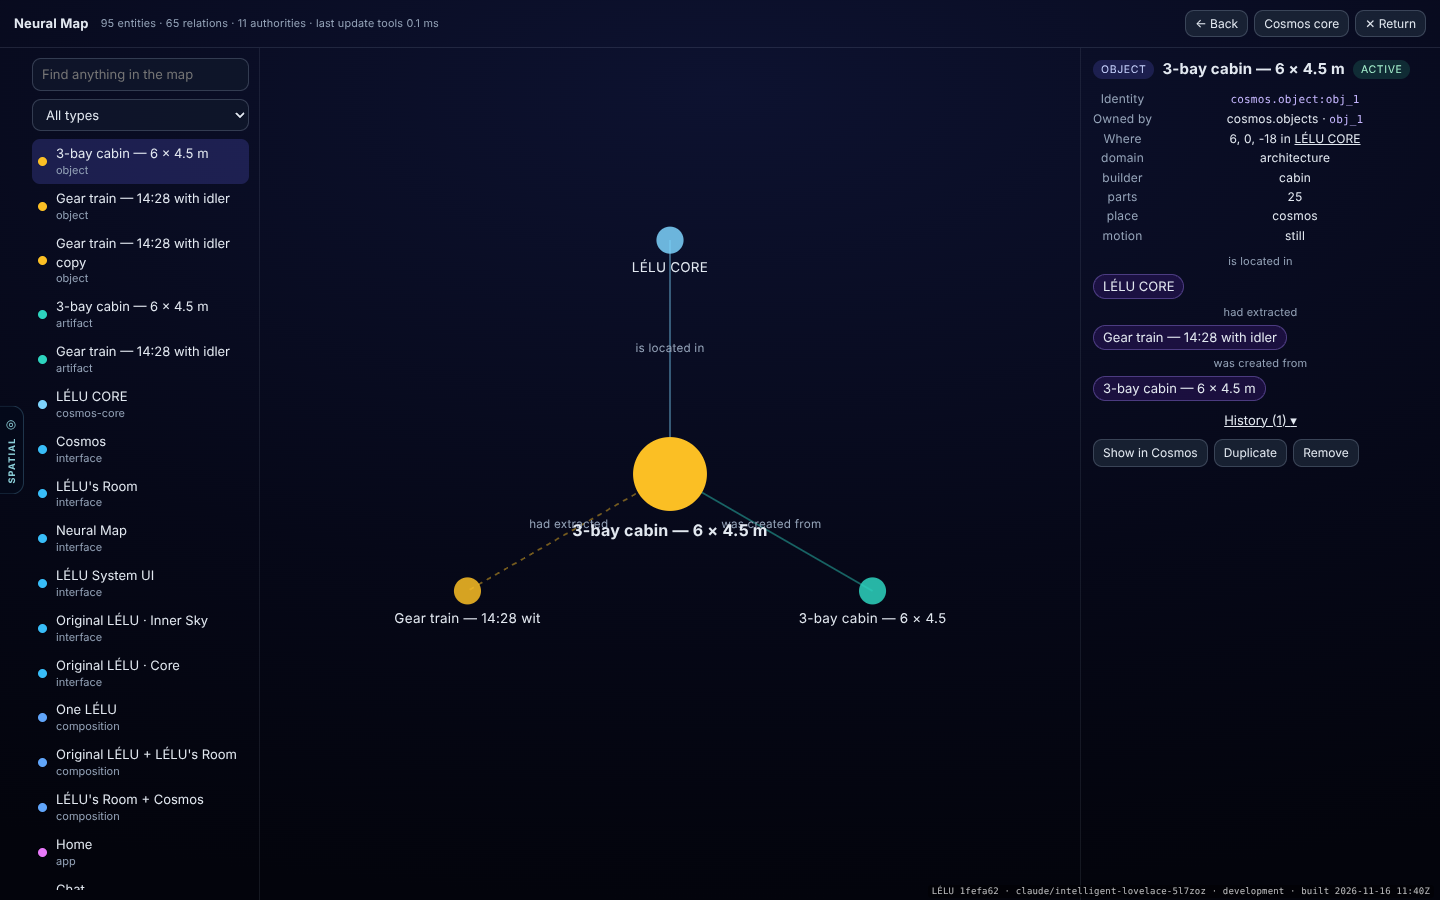 Neural Map
95 entities · 65 relations · 11 authorities · last update tools 0.1 ms
← Back
Cosmos core
✕ Return
Find anything in the map
All types
3-bay cabin — 6 × 4.5 m
object
Gear train — 14:28 with idler
object
Gear train — 14:28 with idler
copy
object
3-bay cabin — 6 × 4.5 m
artifact
Gear train — 14:28 with idler
artifact
LÉLU CORE
cosmos-core
Cosmos
interface
LÉLU's Room
interface
Neural Map
interface
LÉLU System UI
interface
Original LÉLU · Inner Sky
interface
Original LÉLU · Core
interface
One LÉLU
composition
Original LÉLU + LÉLU's Room
composition
LÉLU's Room + Cosmos
composition
Home
app
Chat
SPATIAL ◎
LÉLU CORE
is located in
had extracted
was created from
3-bay cabin — 6 × 4.5 m
Gear train — 14:28 wit
3-bay cabin — 6 × 4.5
OBJECT
3-bay cabin — 6 × 4.5 m
ACTIVE
Identity cosmos.object:obj_1
Owned by cosmos.objects · obj_1
Where 6, 0, -18 in LÉLU CORE
domain architecture
builder cabin
parts 25
place cosmos
motion still
is located in
LÉLU CORE
had extracted
Gear train — 14:28 with idler
was created from
3-bay cabin — 6 × 4.5 m
History (1) ▾
Show in Cosmos
Duplicate
Remove
LÉLU 1fefa62 · claude/intelligent-lovelace-5l7zoz · development · built 2026-11-16 11:40Z